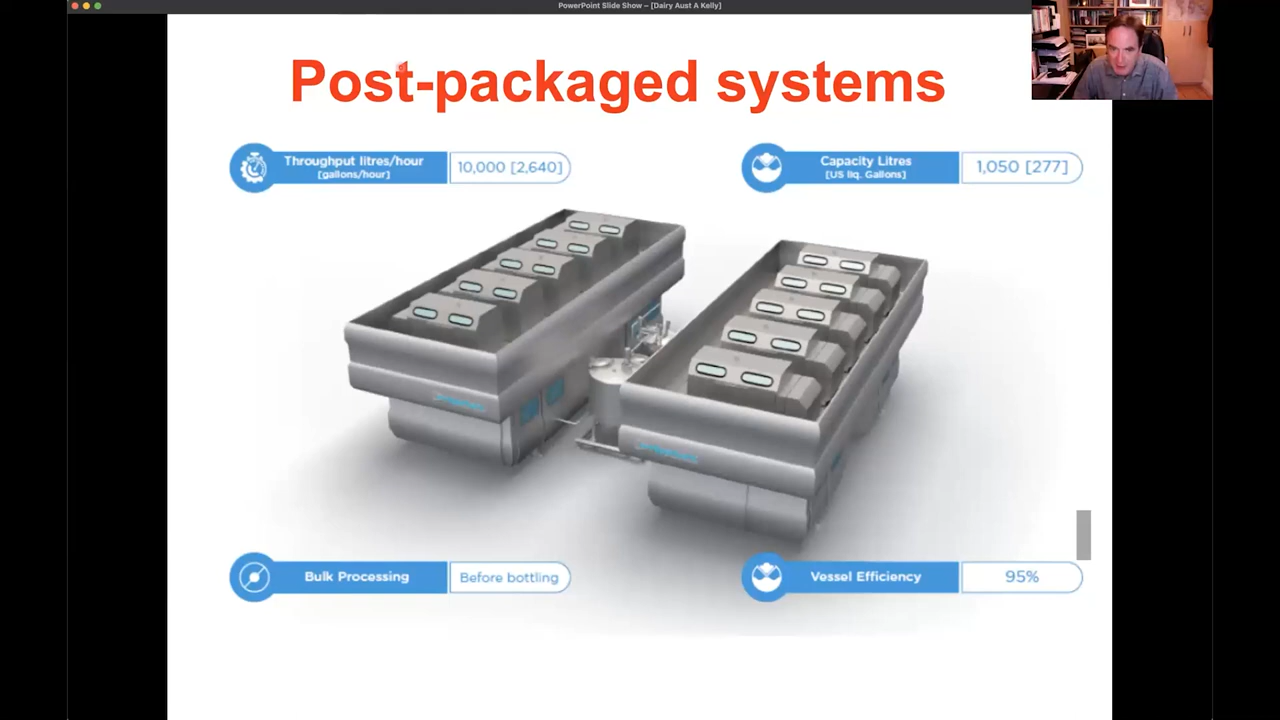 PowerPoint Slide Show – [Dairy Aust A Kelly]
Post-packaged systems
Throughput litres/hour
[gallons/hour]
10,000 [2,640]
Capacity Litres
[US liq. Gallons]
1,050 [277]
Bulk Processing
Before bottling
Vessel Efficiency
95%